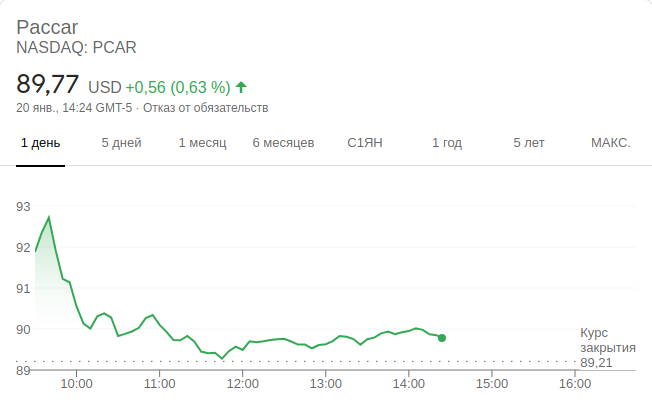 Paccar
NASDAQ: PCAR
89,77 USD +0,56 (0,63 %)
20 янв., 14:24 GMT-5 · Отказ от обязательств
1 день 5 дней 1 месяц 6 месяцев С1ЯН 1 год 5 лет МАКС.
93
92
91
90
89
Курс
закрытия
89,21
10:00 11:00 12:00 13:00 14:00 15:00 16:00